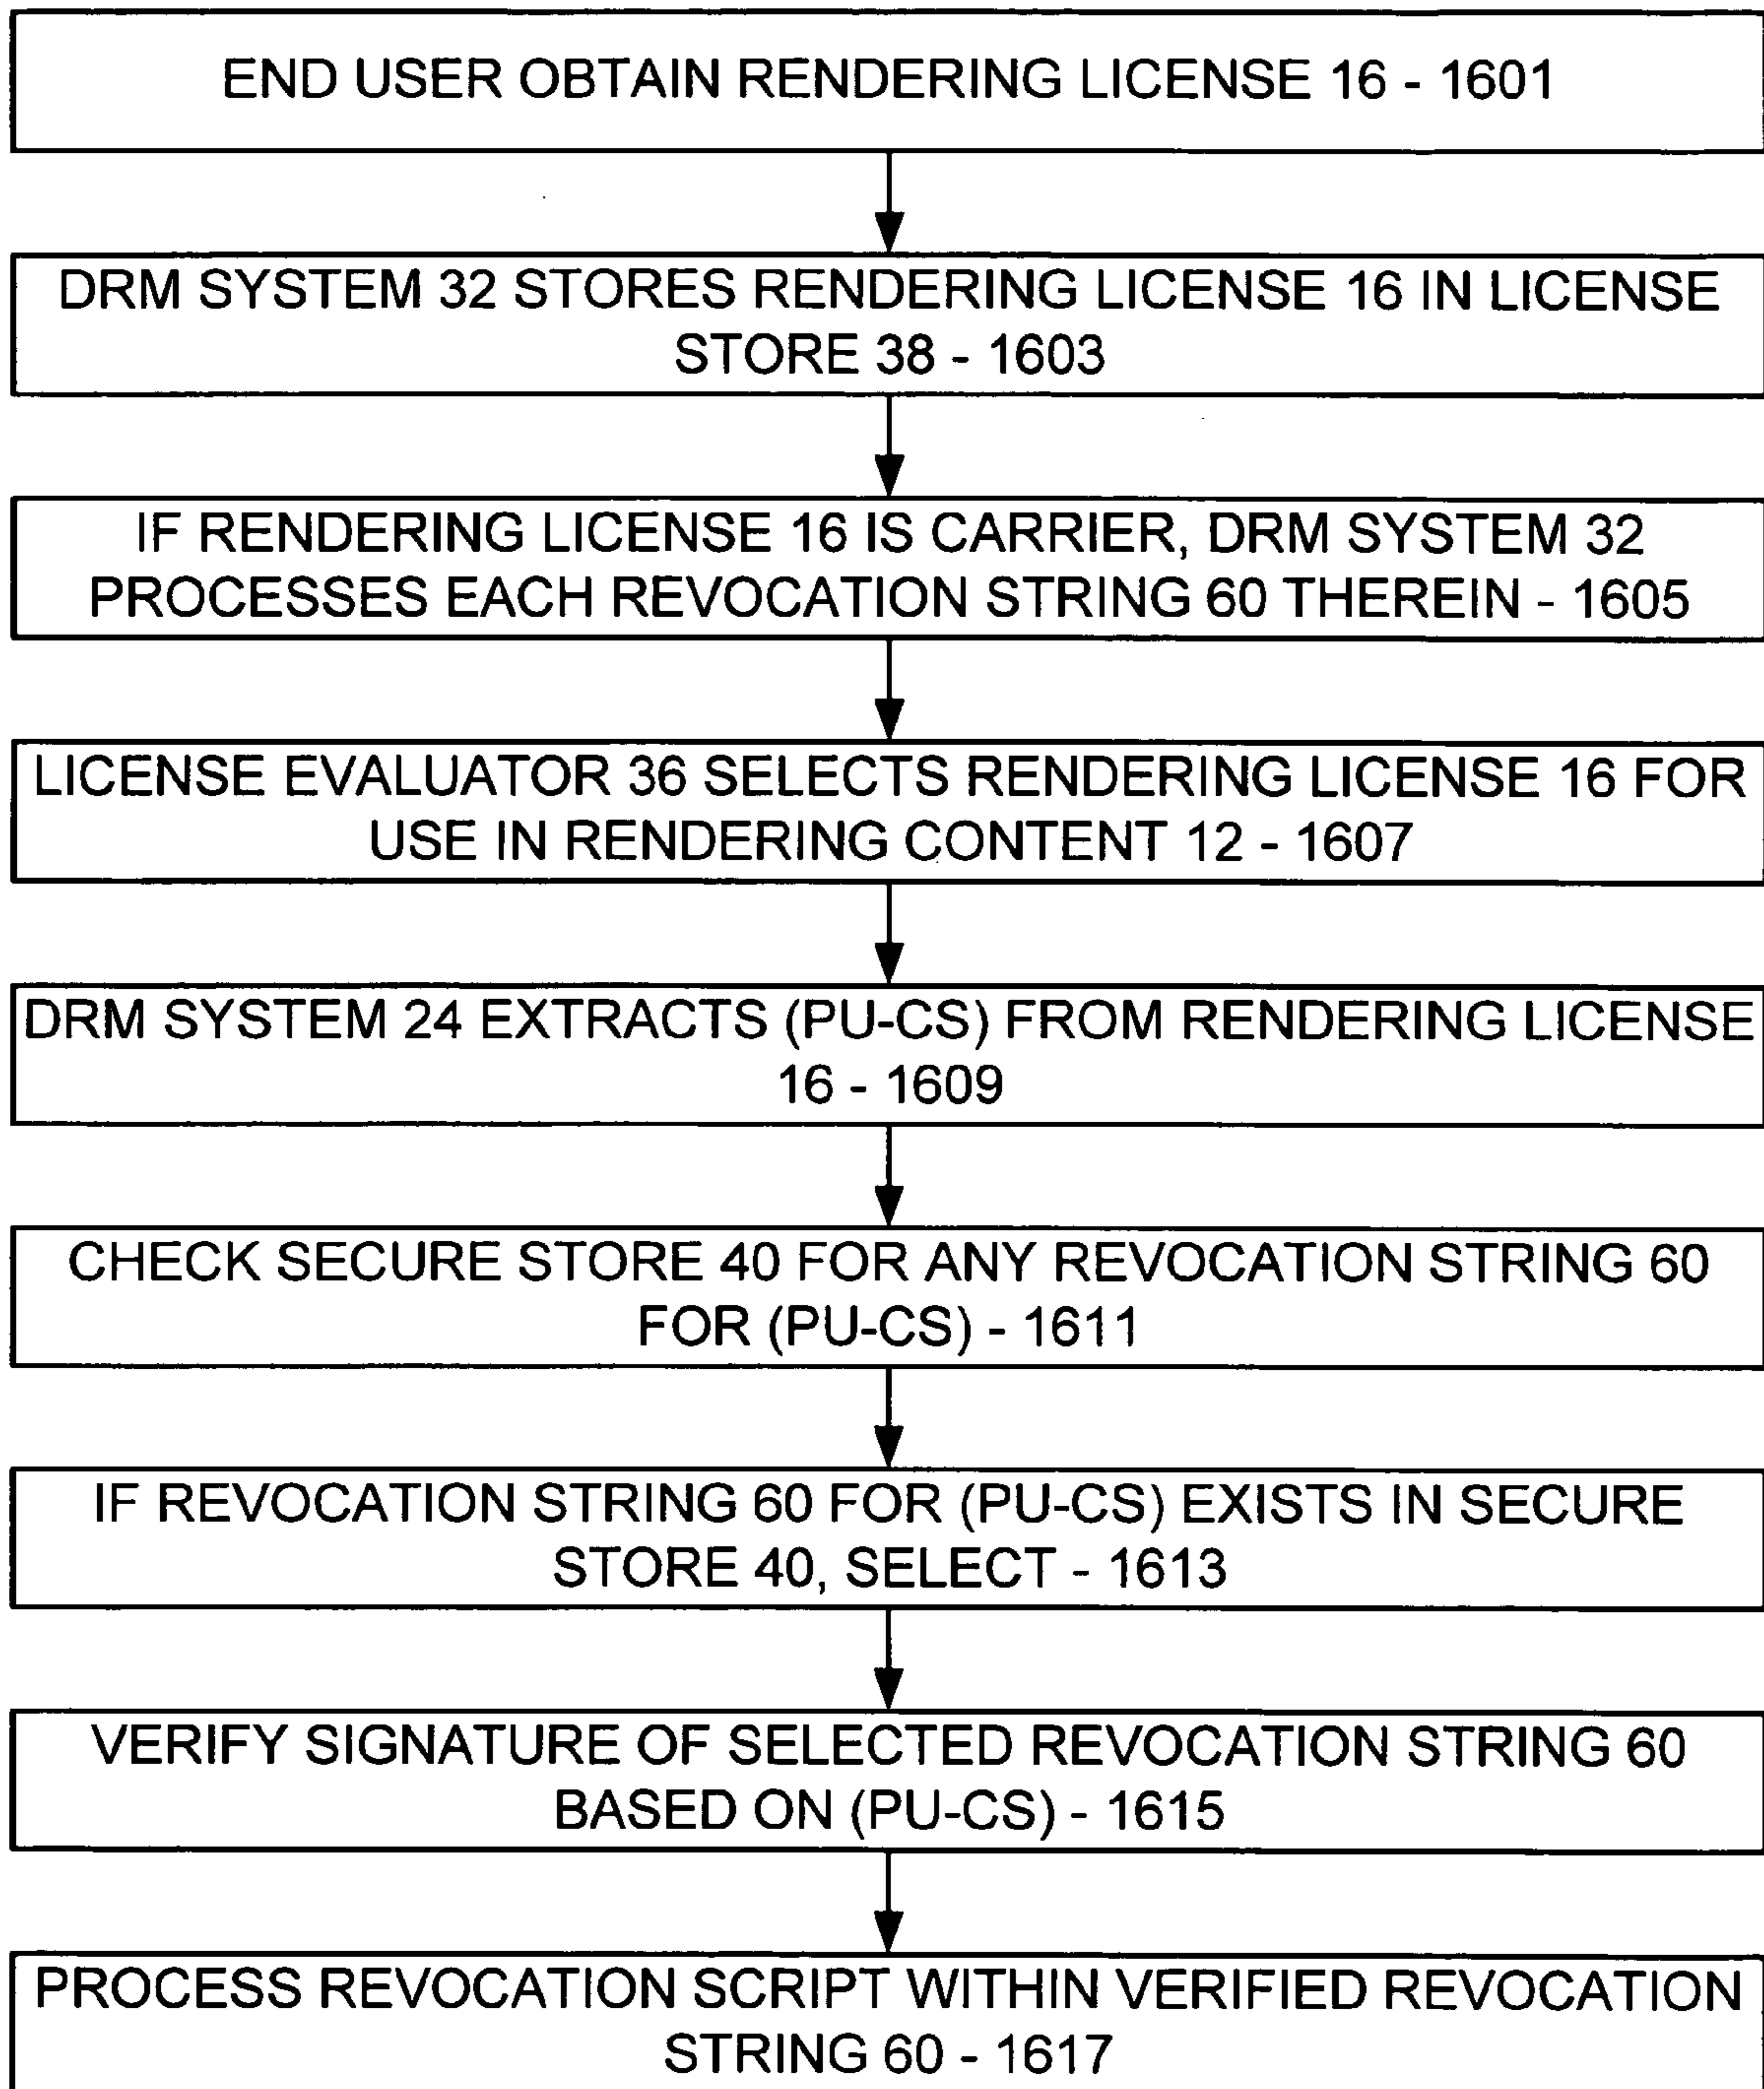 END USER OBTAIN RENDERING LICENSE 16 - 1601
DRM SYSTEM 32 STORES RENDERING LICENSE 16 IN LICENSE
STORE 38 - 1603
IF RENDERING LICENSE 16 IS CARRIER, DRM SYSTEM 32
PROCESSES EACH REVOCATION STRING 60 THEREIN - 1605
LICENSE EVALUATOR 36 SELECTS RENDERING LICENSE 16 FOR
USE IN RENDERING CONTENT 12 - 1607
DRM SYSTEM 24 EXTRACTS (PU-CS) FROM RENDERING LICENSE
16 - 1609
CHECK SECURE STORE 40 FOR ANY REVOCATION STRING 60
FOR (PU-CS) - 1611
IF REVOCATION STRING 60 FOR (PU-CS) EXISTS IN SECURE
STORE 40, SELECT - 1613
VERIFY SIGNATURE OF SELECTED REVOCATION STRING 60
BASED ON (PU-CS) - 1615
PROCESS REVOCATION SCRIPT WITHIN VERIFIED REVOCATION
STRING 60 - 1617